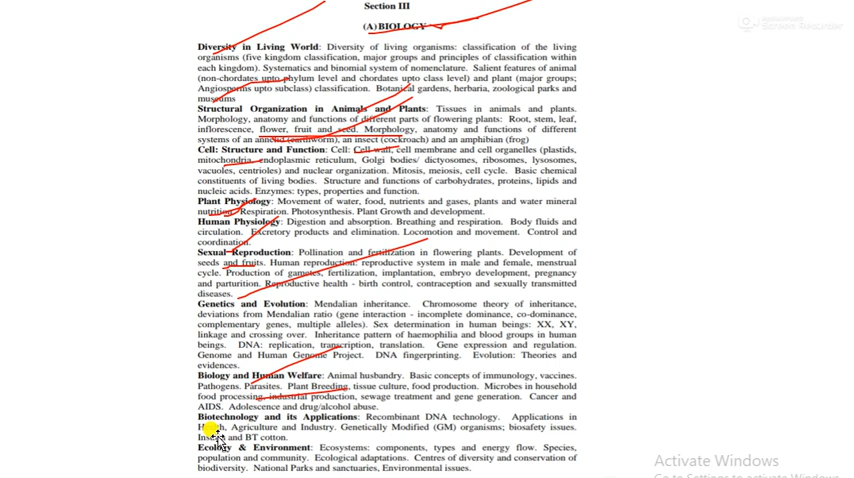 Section III
(A) BIOLOGY
Diversity in Living World: Diversity of living organisms: classification of the living
organisms (five kingdom classification, major groups and principles of classification within
each kingdom). Systematics and binomial system of nomenclature. Salient features of animal
(non-chordates upto phylum level and chordates upto class level) and plant (major groups;
Angiosperms upto subclass) classification. Botanical gardens, herbaria, zoological parks and
museums
Structural Organization in Animals and Plants: Tissues in animals and plants.
Morphology, anatomy and functions of different parts of flowering plants: Root, stem, leaf,
inflorescence, flower, fruit and seed. Morphology, anatomy and functions of different
systems of an annelid (earthworm), an insect (cockroach) and an amphibian (frog)
Cell: Structure and Function: Cell: Cell wall, cell membrane and cell organelles (plastids,
mitochondria, endoplasmic reticulum, Golgi bodies/ dictyosomes, ribosomes, lysosomes,
vacuoles, centrioles) and nuclear organization. Mitosis, meiosis, cell cycle. Basic chemical
constituents of living bodies. Structure and functions of carbohydrates, proteins, lipids and
nucleic acids. Enzymes: types, properties and function.
Plant Physiology: Movement of water, food, nutrients and gases, plants and water mineral
nutrition, Respiration. Photosynthesis. Plant Growth and development.
Human Physiology: Digestion and absorption. Breathing and respiration. Body fluids and
circulation. Excretory products and elimination. Locomotion and movement. Control and
coordination.
Sexual Reproduction: Pollination and fertilization in flowering plants. Development of
seeds and fruits. Human reproduction: reproductive system in male and female, menstrual
cycle. Production of gametes, fertilization, implantation, embryo development, pregnancy
and parturition. Reproductive health - birth control, contraception and sexually transmitted
diseases.
Genetics and Evolution: Mendalian inheritance. Chromosome theory of inheritance,
deviations from Mendalian ratio (gene interaction - incomplete dominance, co-dominance,
complementary genes, multiple alleles). Sex determination in human beings: XX, XY,
linkage and crossing over. Inheritance pattern of haemophilia and blood groups in human
beings. DNA: replication, transcription, translation. Gene expression and regulation.
Genome and Human Genome Project. DNA fingerprinting. Evolution: Theories and
evidences.
Biology and Human Welfare: Animal husbandry. Basic concepts of immunology, vaccines.
Pathogens. Parasites. Plant Breeding, tissue culture, food production. Microbes in household
food processing, industrial production, sewage treatment and gene generation. Cancer and
AIDS. Adolescence and drug/alcohol abuse.
Biotechnology and its Applications: Recombinant DNA technology. Applications in
Health, Agriculture and Industry. Genetically Modified (GM) organisms; biosafety issues.
Insulin and BT cotton.
Ecology & Environment: Ecosystems: components, types and energy flow. Species,
population and community. Ecological adaptations. Centres of diversity and conservation of
biodiversity. National Parks and sanctuaries, Environmental issues.
Activate Windows